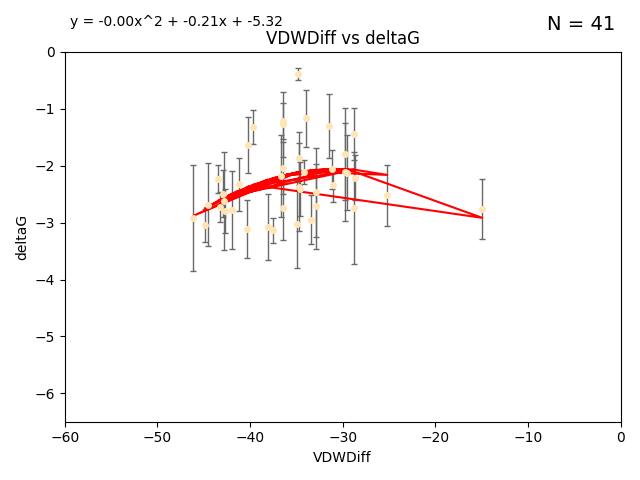 y = -0.00x^2 + -0.21x + -5.32
N = 41
VDWDiff vs deltaG
0
−1
−2
−3
−4
−5
−6
deltaG
−60 −50 −40 −30 −20 −10 0
VDWDiff